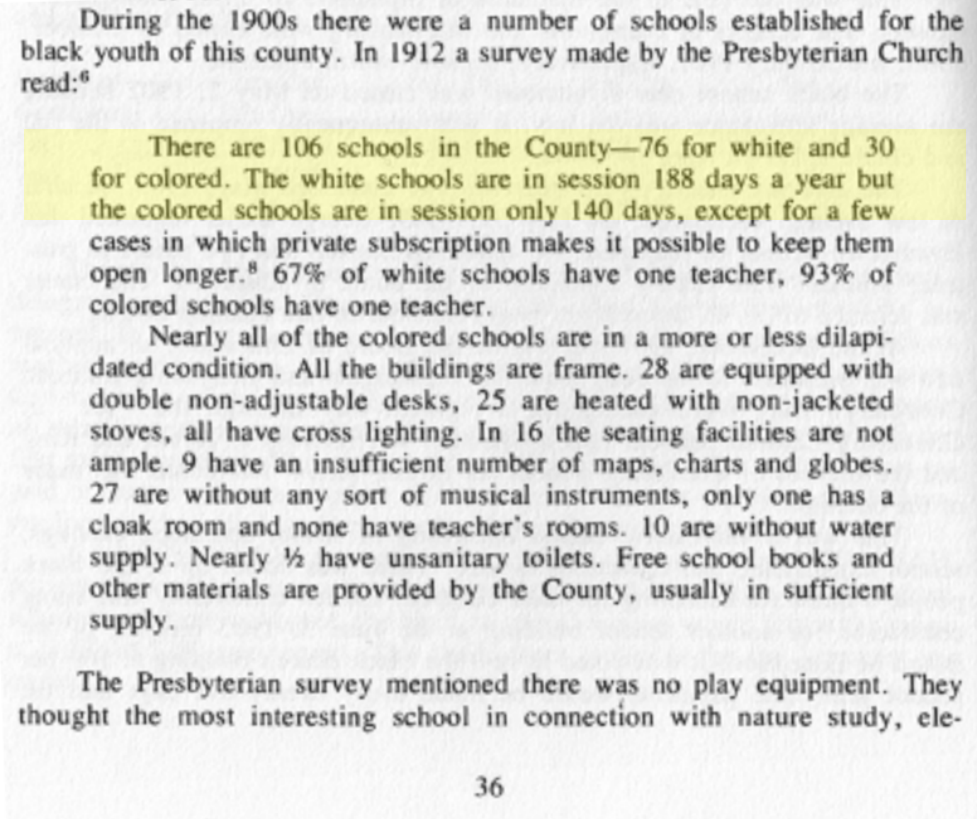 During the 1900s there were a number of schools established for the
black youth of this county. In 1912 a survey made by the Presbyterian Church
read:⁶
There are 106 schools in the County—76 for white and 30
for colored. The white schools are in session 188 days a year but
the colored schools are in session only 140 days, except for a few
cases in which private subscription makes it possible to keep them
open longer.⁸ 67% of white schools have one teacher, 93% of
colored schools have one teacher.
Nearly all of the colored schools are in a more or less dilapi-
dated condition. All the buildings are frame. 28 are equipped with
double non-adjustable desks, 25 are heated with non-jacketed
stoves, all have cross lighting. In 16 the seating facilities are not
ample. 9 have an insufficient number of maps, charts and globes.
27 are without any sort of musical instruments, only one has a
cloak room and none have teacher's rooms. 10 are without water
supply. Nearly ½ have unsanitary toilets. Free school books and
other materials are provided by the County, usually in sufficient
supply.
The Presbyterian survey mentioned there was no play equipment. They
thought the most interesting school in connection with nature study, ele-
36